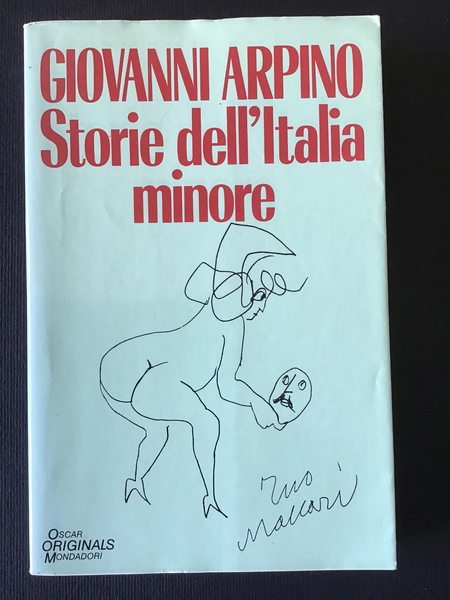 GIOVANNI ARPINO
Storie dell'Italia
minore
Mino
Maccari
OSCAR
ORIGINALS
MONDADORI